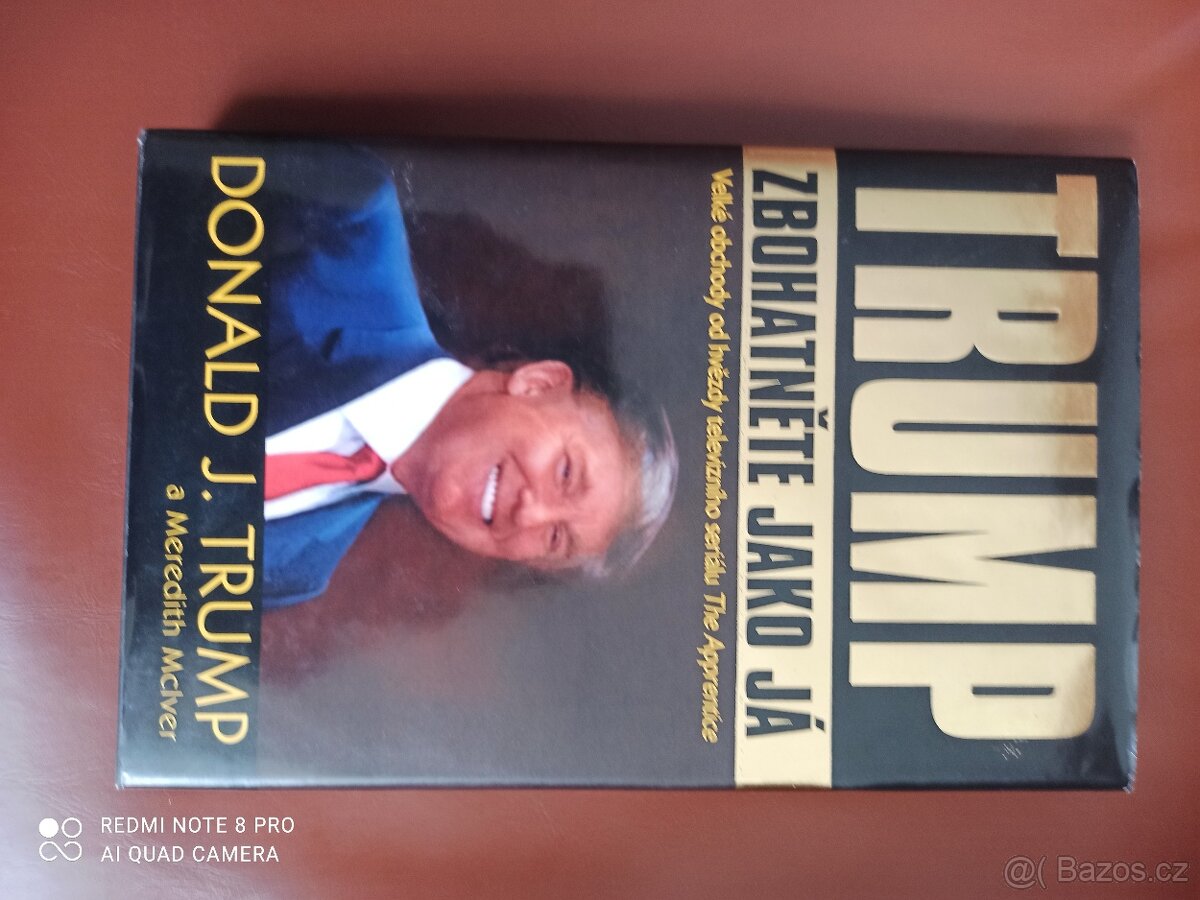 TRUMP
ZBOHATNĚTE JAKO JÁ
Velké obchody od hvězdy televizního seriálu The Apprentice
DONALD J. TRUMP
a Meredith McIver
REDMI NOTE 8 PRO
AI QUAD CAMERA
@( Bazos.cz